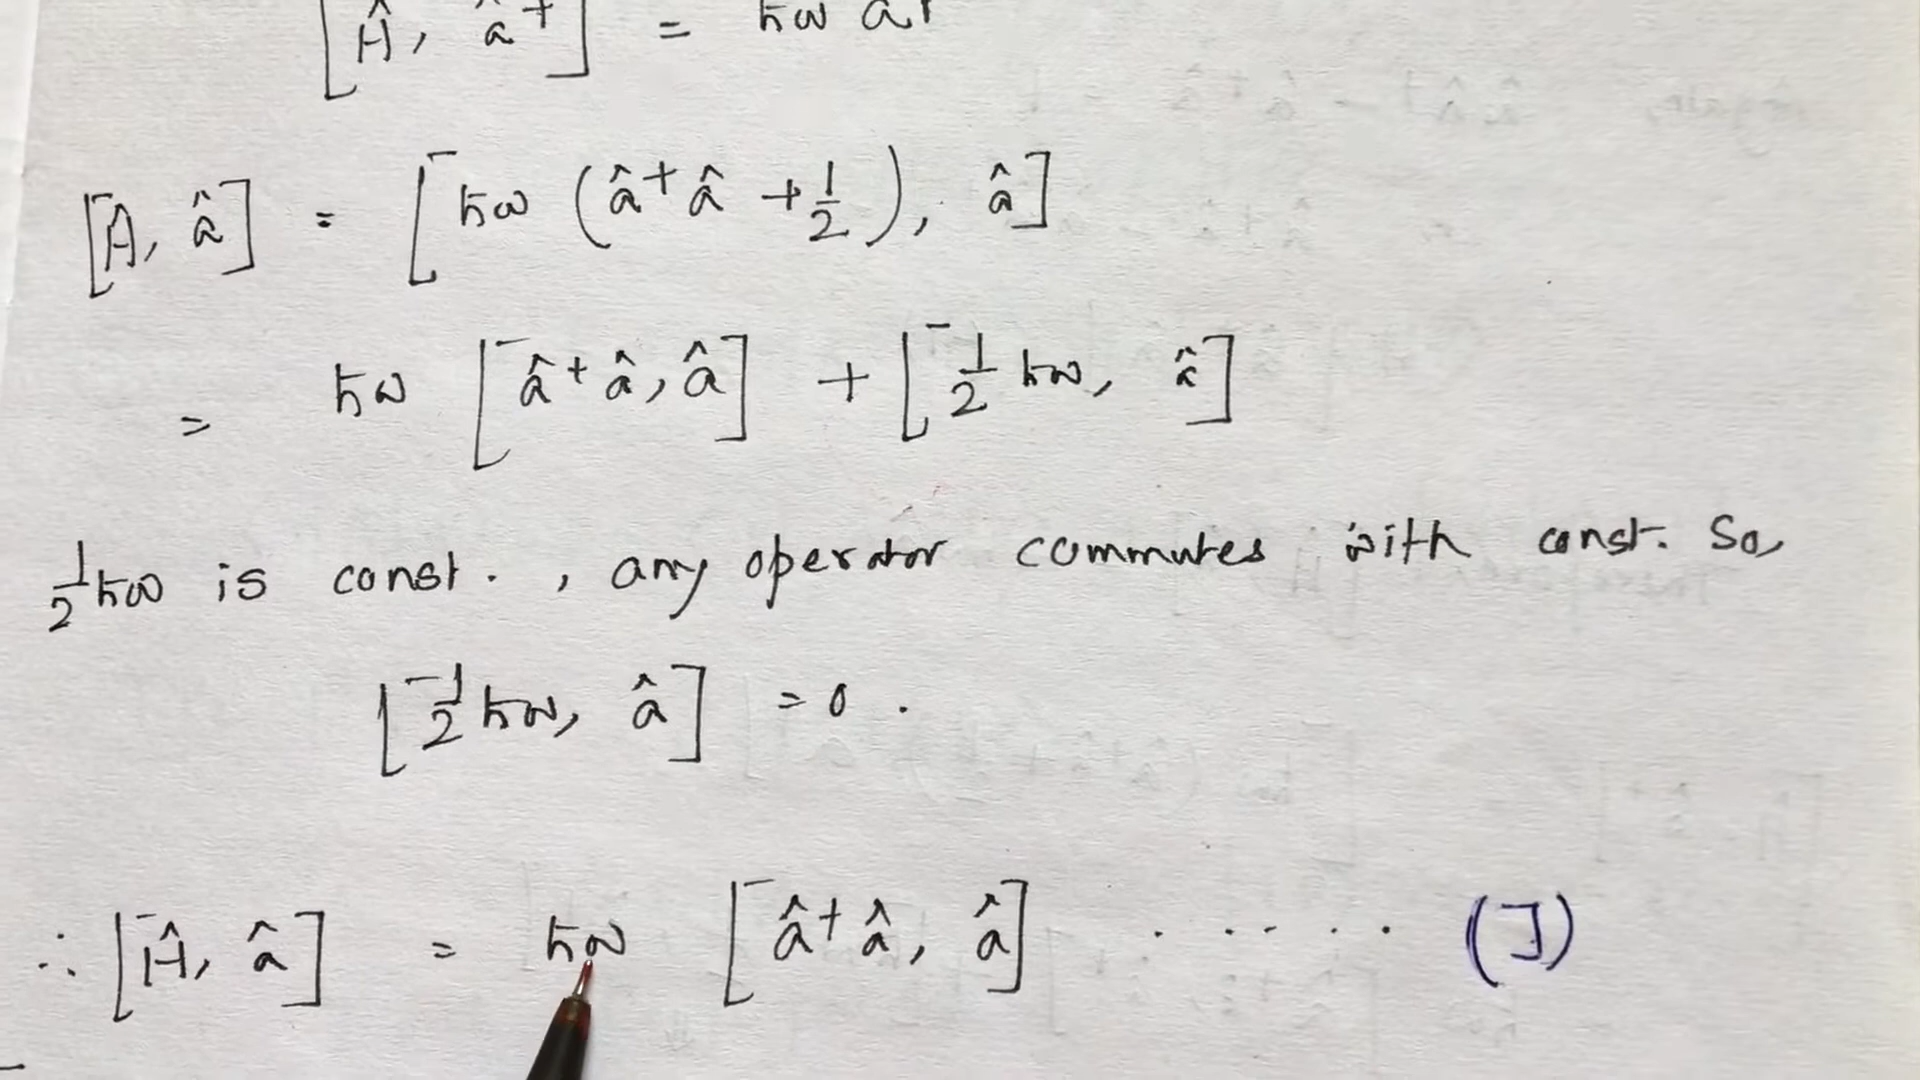 [Ĥ, â⁺] = ħω â†
[Ĥ, â] = [ħω (â⁺â + 1/2), â]
= ħω [â⁺â, â] + [1/2 ħω, â]
1/2 ħω is const. , any operator commutes with const. So,
[1/2 ħω, â] = 0 .
∴ [Ĥ, â] = ħω [â⁺â, â] . . . . . (J)